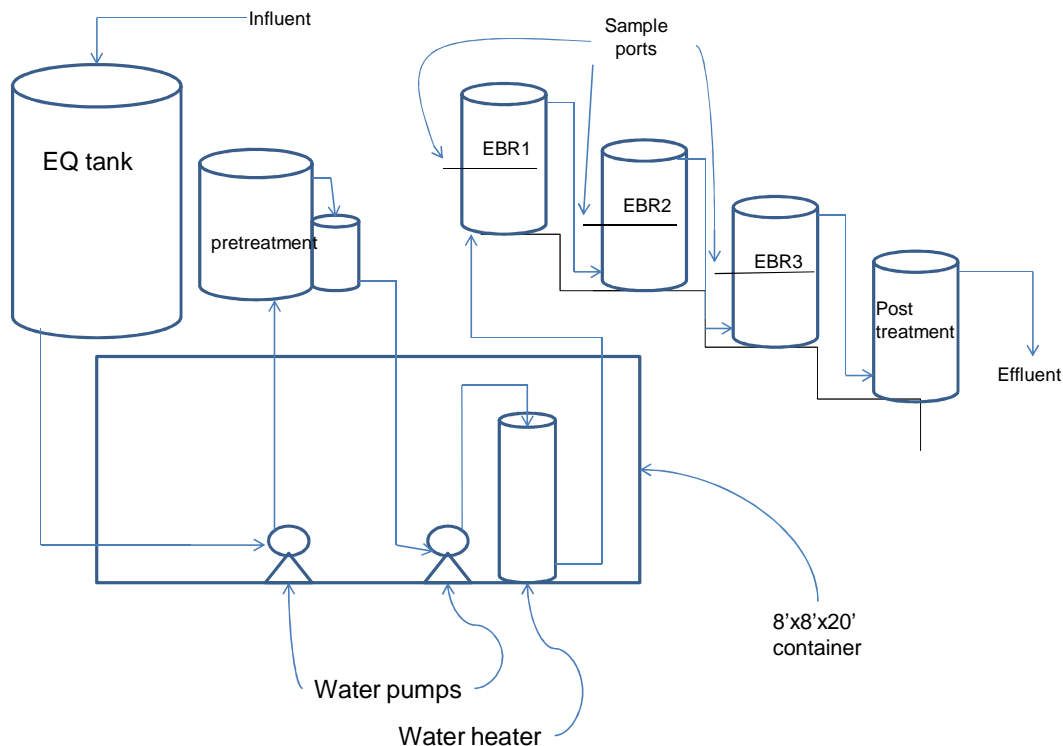 Influent
Sample
ports
EQ tank
EBR1
EBR2
pretreatment
EBR3
Post
treatment
Effluent
8’x8’x20’
container
Water pumps
Water heater